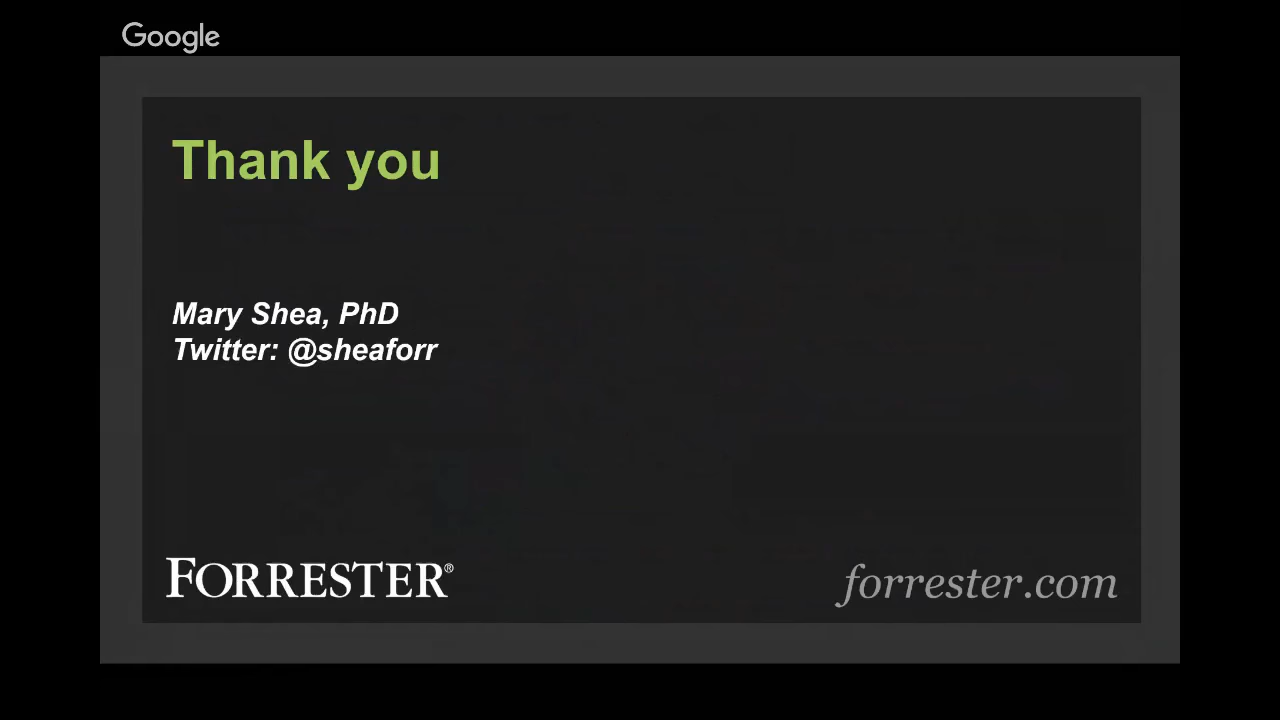 Google
Thank you
Mary Shea, PhD
Twitter: @sheaforr
FORRESTER®
forrester.com